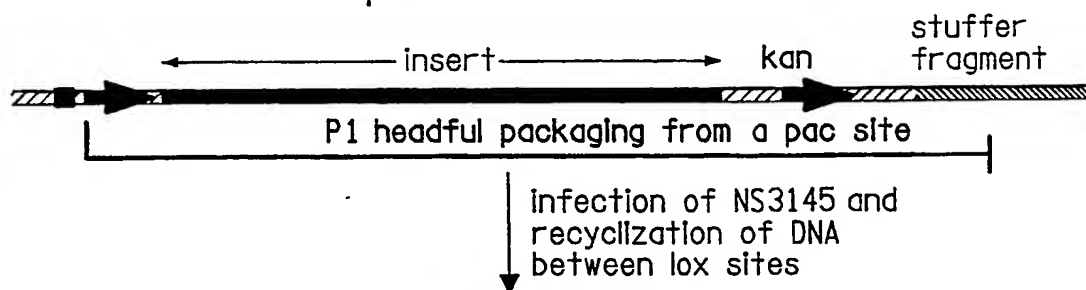 stuffer
insert kan fragment
P1 headful packaging from a pac site
infection of NS3145 and
recyclization of DNA
between lox sites